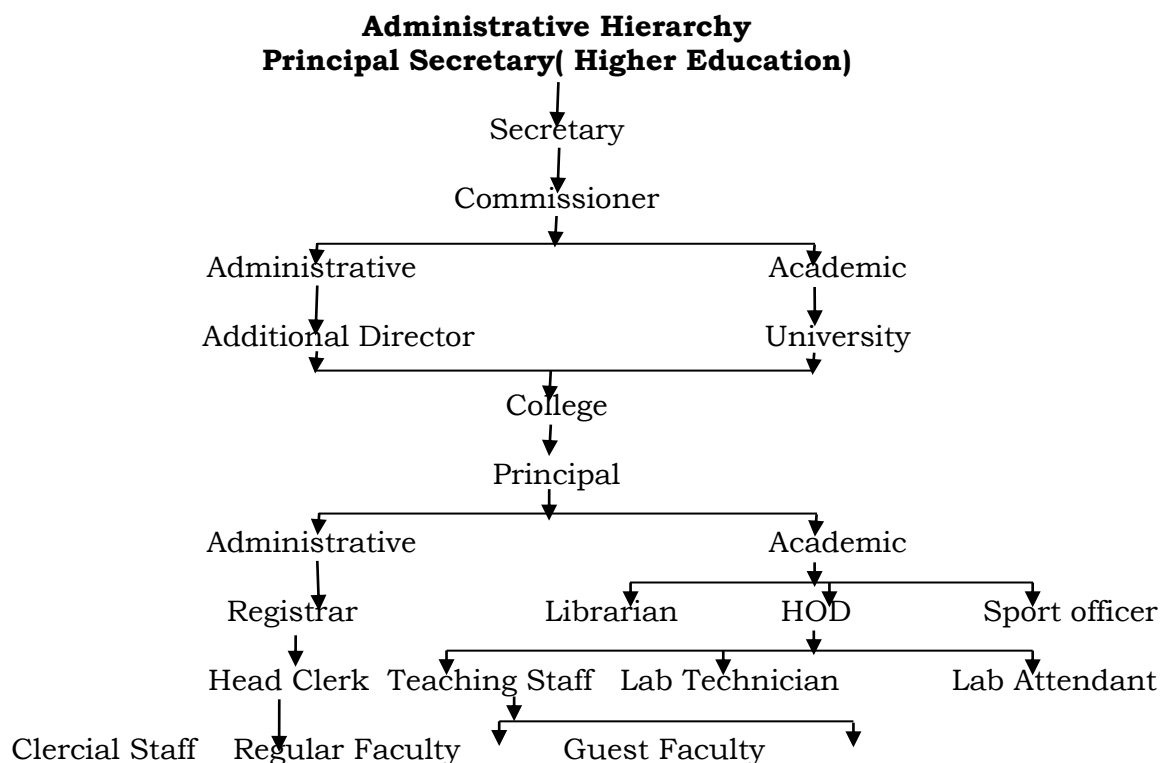 Administrative Hierarchy
Principal Secretary( Higher Education)
Secretary
Commissioner
Administrative Academic
Additional Director University
College
Principal
Administrative Academic
Registrar Librarian HOD Sport officer
Head Clerk Teaching Staff Lab Technician Lab Attendant
Clercial Staff Regular Faculty Guest Faculty